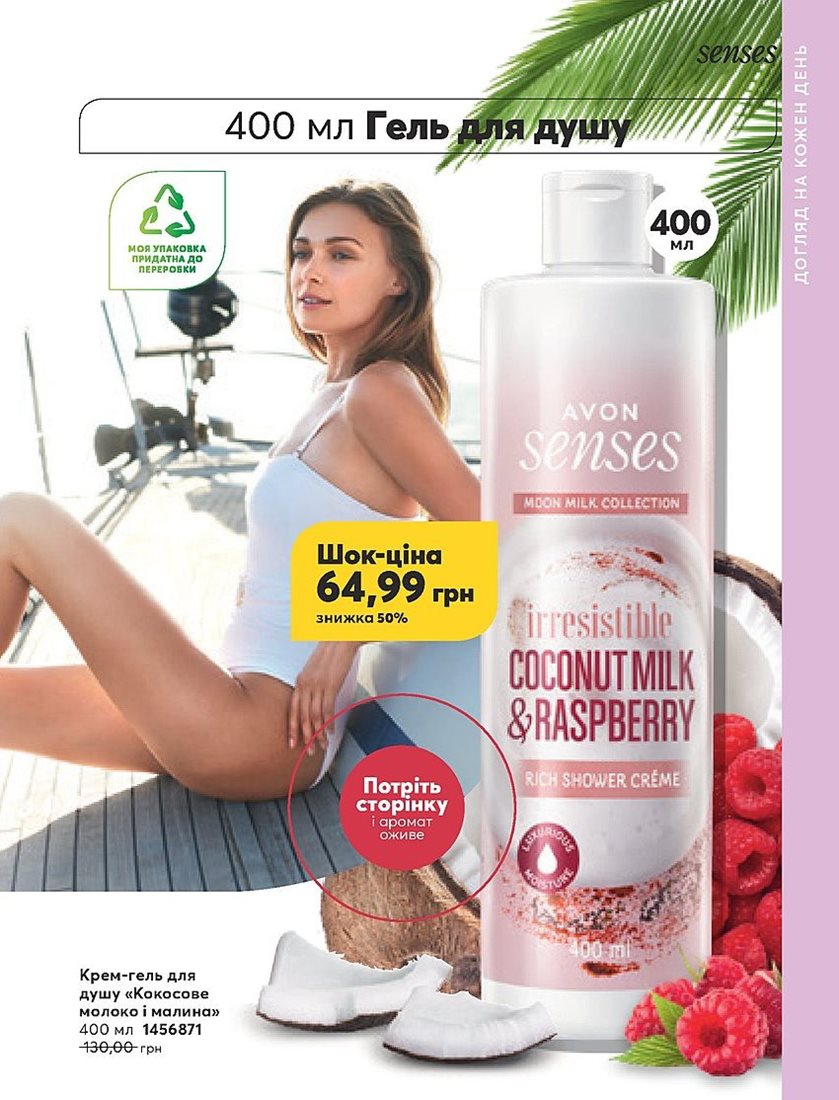 senses
ДОГЛЯД НА КОЖЕН ДЕНЬ
400 мл Гель для душу
МОЯ УПАКОВКА
ПРИДАТНА ДО
ПЕРЕРОБКИ
400
мл
AVON
senses
MOON MILK COLLECTION
Шок-ціна
64,99 грн
знижка 50%
irresistible
COCONUT MILK
& RASPBERRY
RICH SHOWER CRÈME
Потріть
сторінку
і аромат
оживе
LUXURIOUS
MOISTURE
400 ml
Крем-гель для
душу «Кокосове
молоко і малина»
400 мл 1456871
130,00 грн